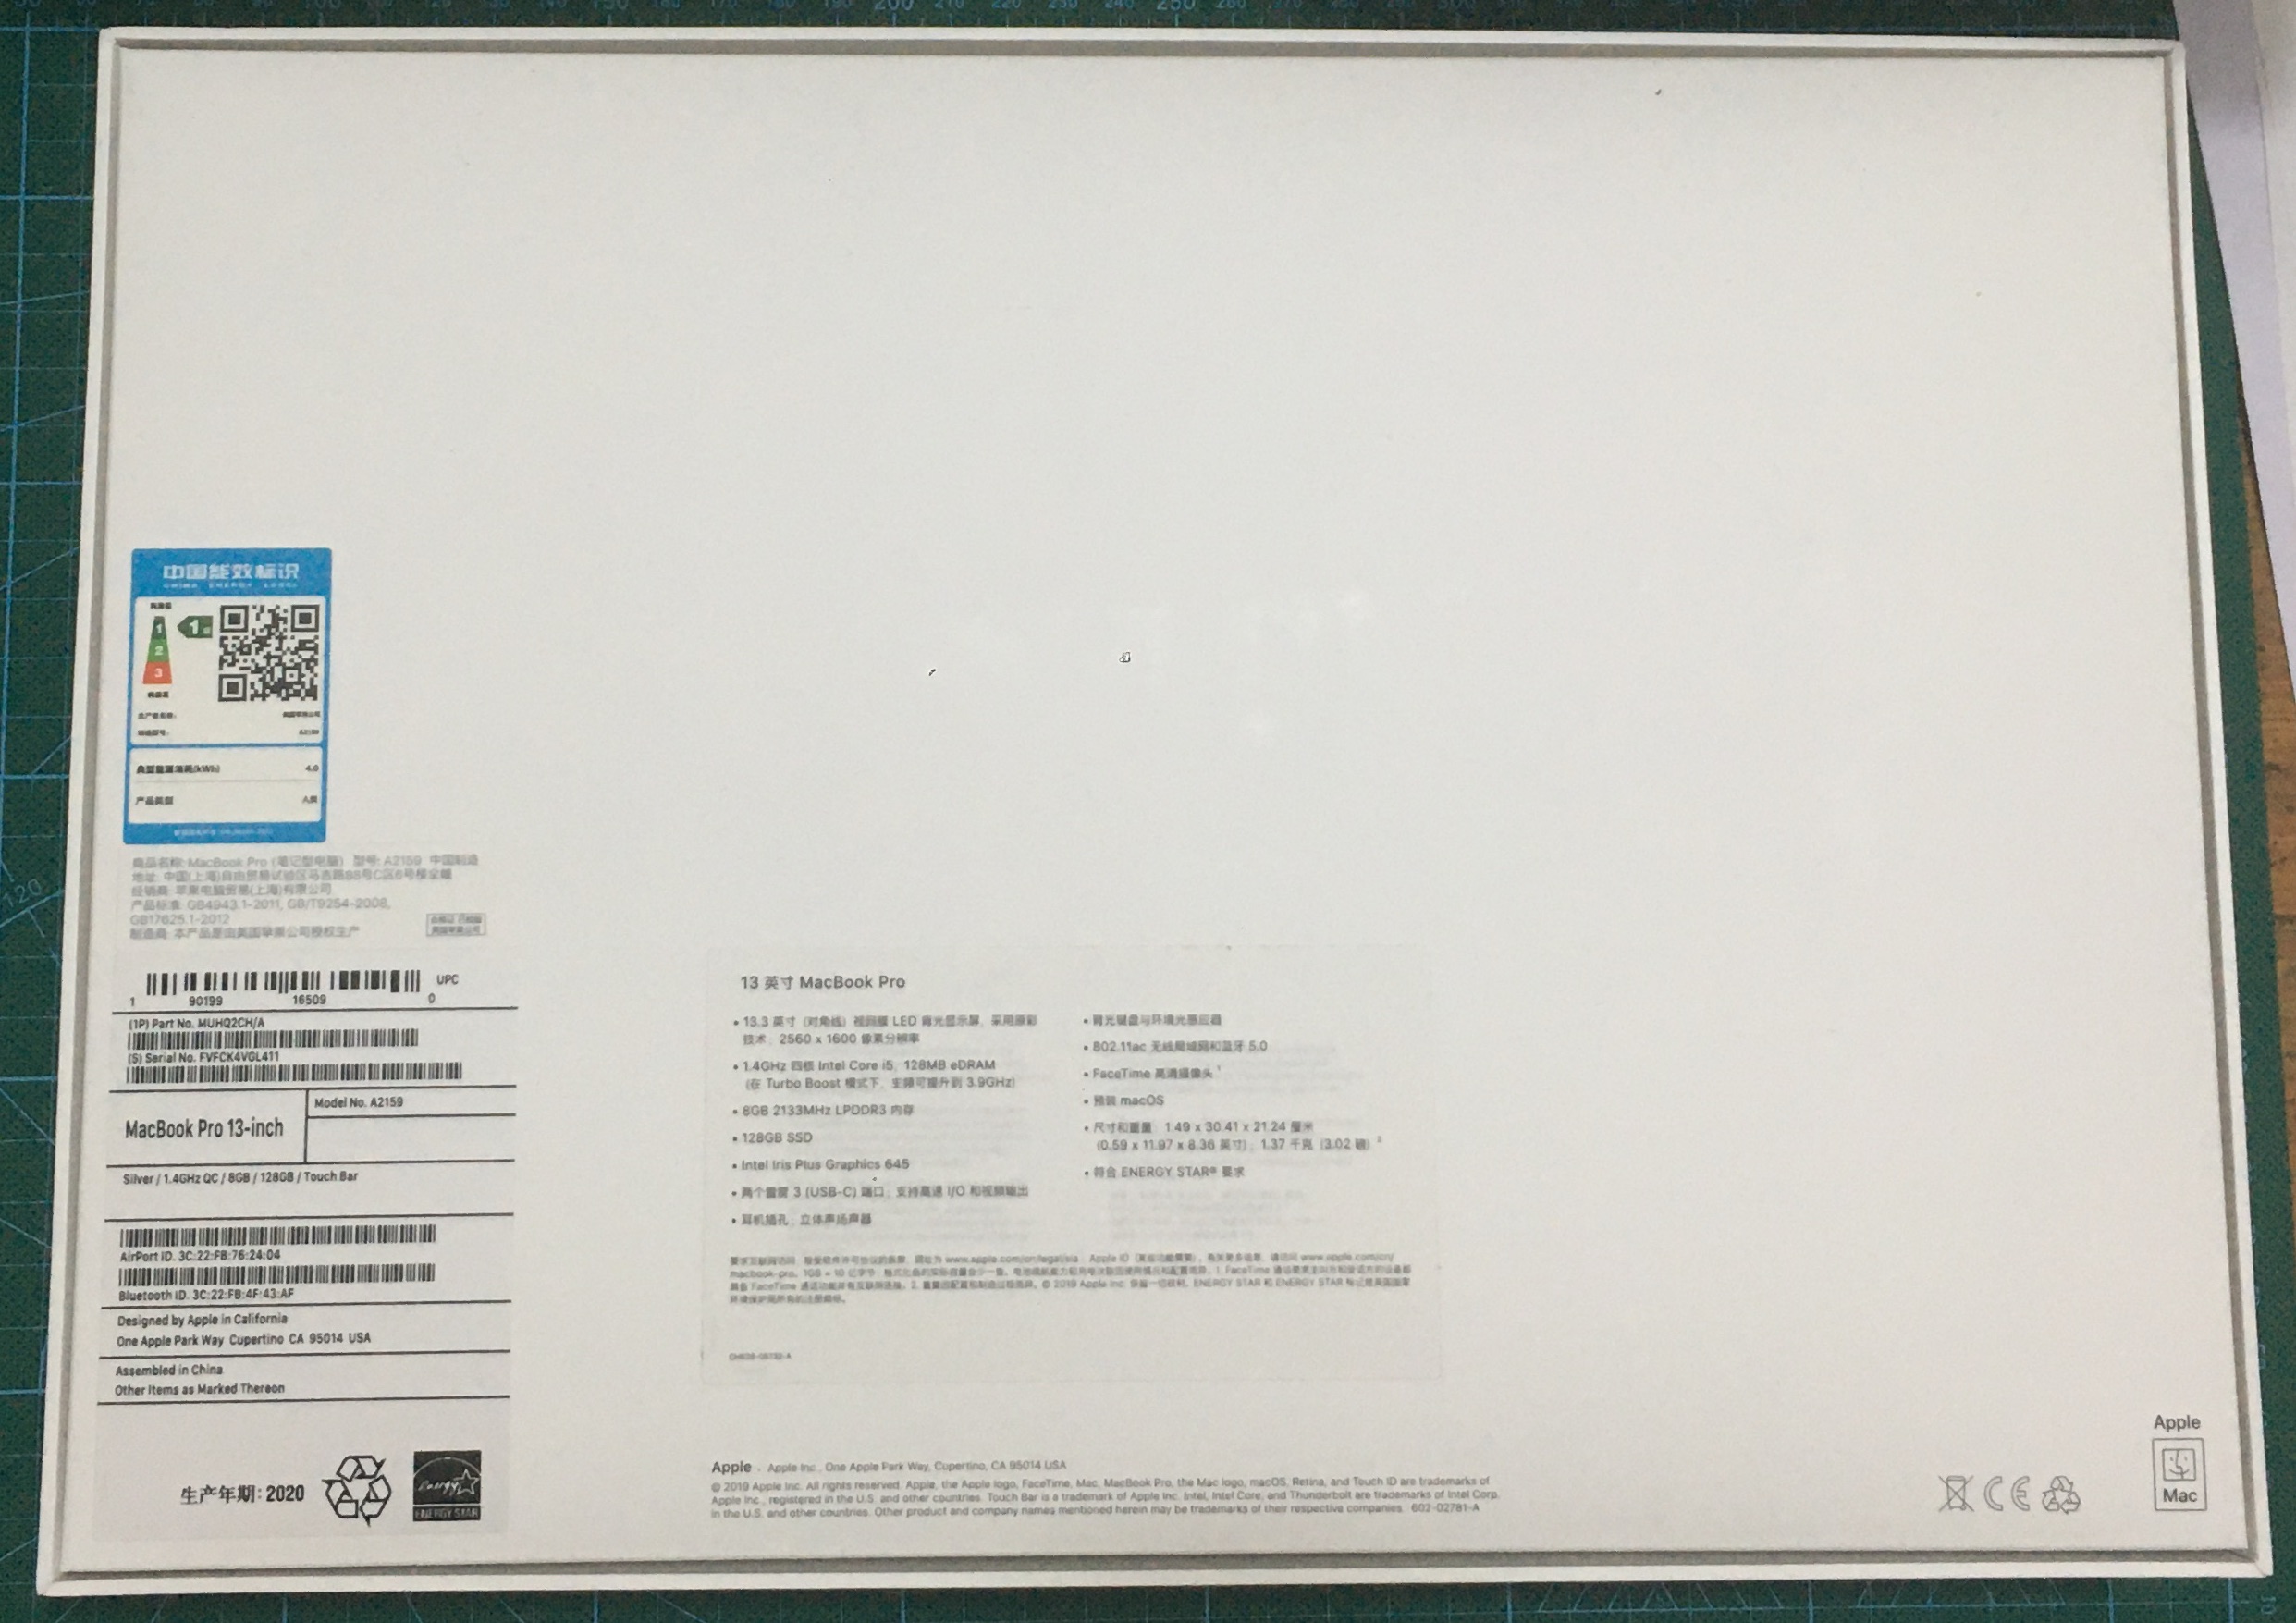 中国能效标识
CHINA ENERGY LABEL
1
2
3
1级
A2159
典型能源消耗(kWh) 4.0
产品类型 A类
商品名称: MacBook Pro (笔记型电脑) 型号: A2159 中国制造
地址: 中国(上海)自由贸易试验区马吉路88号C区6号楼全幢
经销商: 苹果电脑贸易(上海)有限公司
产品标准: GB4943.1-2011, GB/T9254-2008,
GB17625.1-2012
制造商: 本产品是由美国苹果公司授权生产
UPC
1 90199 16509 0
(1P) Part No. MUHQ2CH/A
(S) Serial No. FVFCK4VGL411
MacBook Pro 13-inch
Model No. A2159
Silver / 1.4GHz QC / 8GB / 128GB / Touch Bar
AirPort ID. 3C:22:FB:76:24:04
Bluetooth ID. 3C:22:FB:4F:43:AF
Designed by Apple in California
One Apple Park Way Cupertino CA 95014 USA
Assembled in China
Other Items as Marked Thereon
生产年期: 2020
ENERGY STAR
13 英寸 MacBook Pro
• 13.3 英寸 (对角线) 视网膜 LED 背光显示屏, 采用原彩
技术, 2560 x 1600 像素分辨率
• 1.4GHz 四核 Intel Core i5, 128MB eDRAM
(在 Turbo Boost 模式下, 主频可提升到 3.9GHz)
• 8GB 2133MHz LPDDR3 内存
• 128GB SSD
• Intel Iris Plus Graphics 645
• 两个雷雳 3 (USB-C) 端口, 支持高速 I/O 和视频输出
• 耳机插孔, 立体声扬声器
• 背光键盘与环境光感应器
• 802.11ac 无线局域网和蓝牙 5.0
• FaceTime 高清摄像头¹
• 预装 macOS
• 尺寸和重量: 1.49 x 30.41 x 21.24 厘米
(0.59 x 11.97 x 8.36 英寸), 1.37 千克 (3.02 磅)²
• 符合 ENERGY STAR® 要求
Apple Apple Inc., One Apple Park Way, Cupertino, CA 95014 USA
© 2019 Apple Inc. All rights reserved. Apple, the Apple logo, FaceTime, Mac, MacBook Pro, the Mac logo, macOS, Retina, and Touch ID are trademarks of
Apple Inc., registered in the U.S. and other countries. Touch Bar is a trademark of Apple Inc. Intel, Intel Core, and Thunderbolt are trademarks of Intel Corp.
in the U.S. and other countries. Other product and company names mentioned herein may be trademarks of their respective companies. 602-02781-A
CE
Apple
Mac